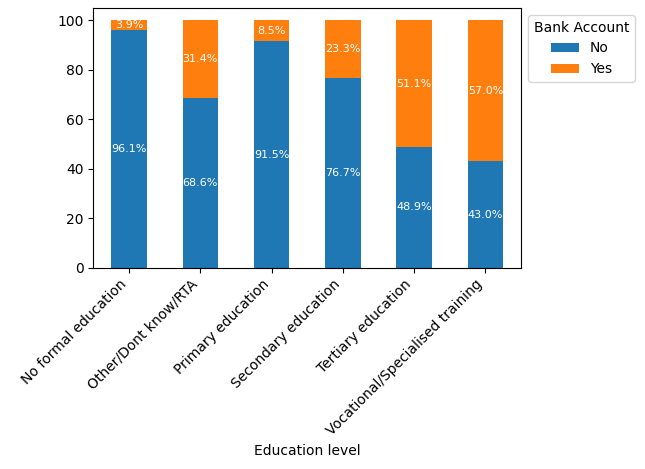 100
80
60
40
20
0
3.9%
31.4%
8.5%
23.3%
51.1%
57.0%
96.1%
68.6%
91.5%
76.7%
48.9%
43.0%
No formal education
Other/Dont know/RTA
Primary education
Secondary education
Tertiary education
Vocational/Specialised training
Education level
Bank Account
No
Yes